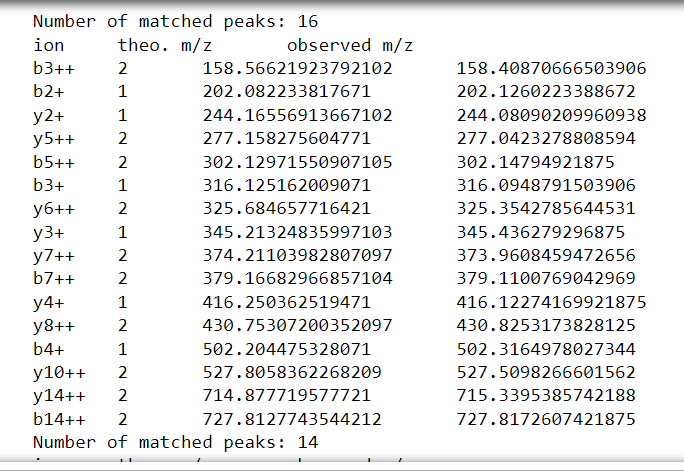 Number of matched peaks: 16
ion theo. m/z observed m/z
b3++ 2 158.56621923792102 158.40870666503906
b2+ 1 202.082233817671 202.1260223388672
y2+ 1 244.16556913667102 244.08090209960938
y5++ 2 277.158275604771 277.0423278808594
b5++ 2 302.12971550907105 302.14794921875
b3+ 1 316.125162009071 316.0948791503906
y6++ 2 325.684657716421 325.3542785644531
y3+ 1 345.21324835997103 345.436279296875
y7++ 2 374.21103982807097 373.9608459472656
b7++ 2 379.16682966857104 379.1100769042969
y4+ 1 416.250362519471 416.12274169921875
y8++ 2 430.75307200352097 430.8253173828125
b4+ 1 502.204475328071 502.3164978027344
y10++ 2 527.8058362268209 527.5098266601562
y14++ 2 714.877719577721 715.3395385742188
b14++ 2 727.8127743544212 727.8172607421875
Number of matched peaks: 14